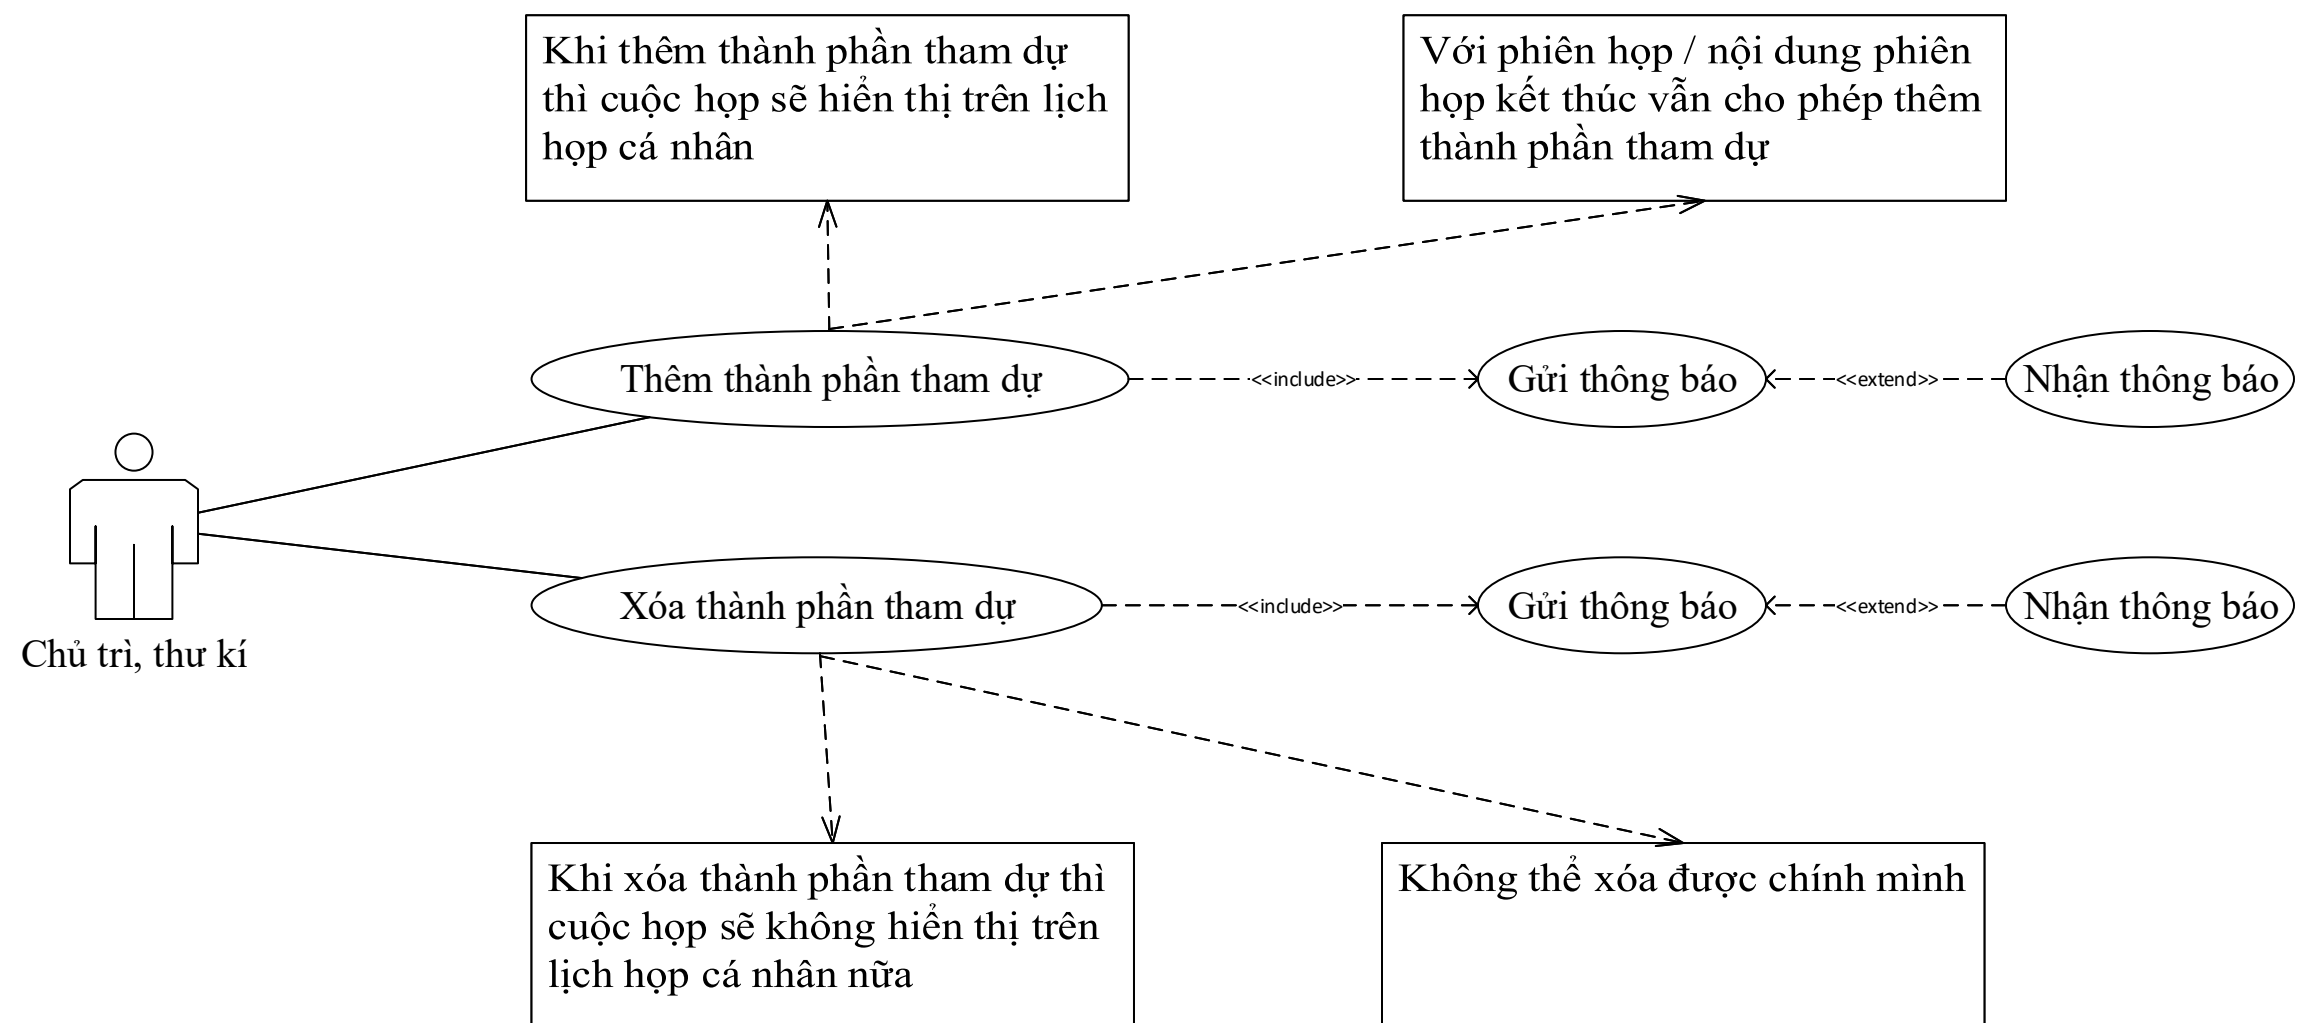 Khi thêm thành phần tham dự
thì cuộc họp sẽ hiển thị trên lịch
họp cá nhân
Với phiên họp / nội dung phiên
họp kết thúc vẫn cho phép thêm
thành phần tham dự
Thêm thành phần tham dự
<<include>>
Gửi thông báo
<<extend>>
Nhận thông báo
Chủ trì, thư kí
Xóa thành phần tham dự
<<include>>
Gửi thông báo
<<extend>>
Nhận thông báo
Khi xóa thành phần tham dự thì
cuộc họp sẽ không hiển thị trên
lịch họp cá nhân nữa
Không thể xóa được chính mình